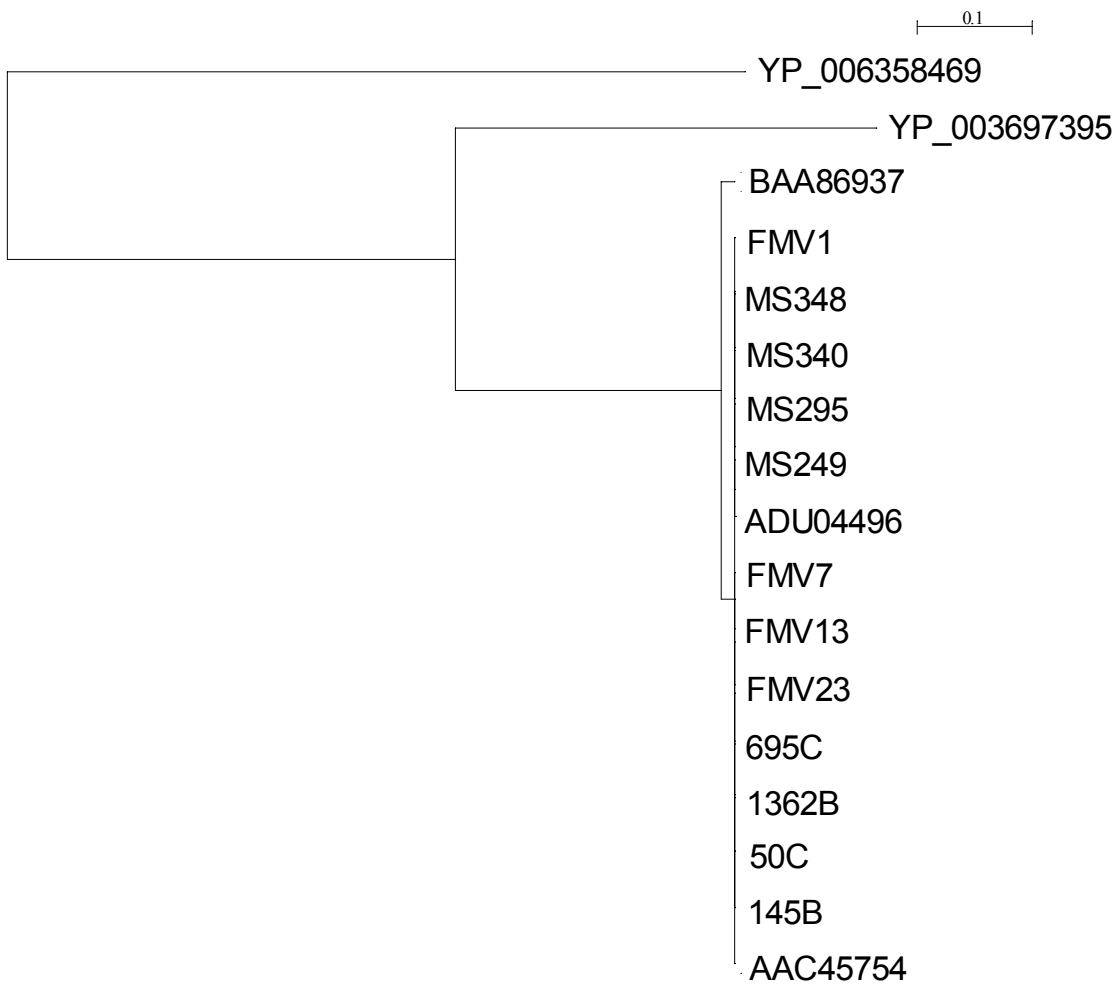 0.1
YP_006358469
YP_003697395
BAA86937
FMV1
MS348
MS340
MS295
MS249
ADU04496
FMV7
FMV13
FMV23
695C
1362B
50C
145B
AAC45754